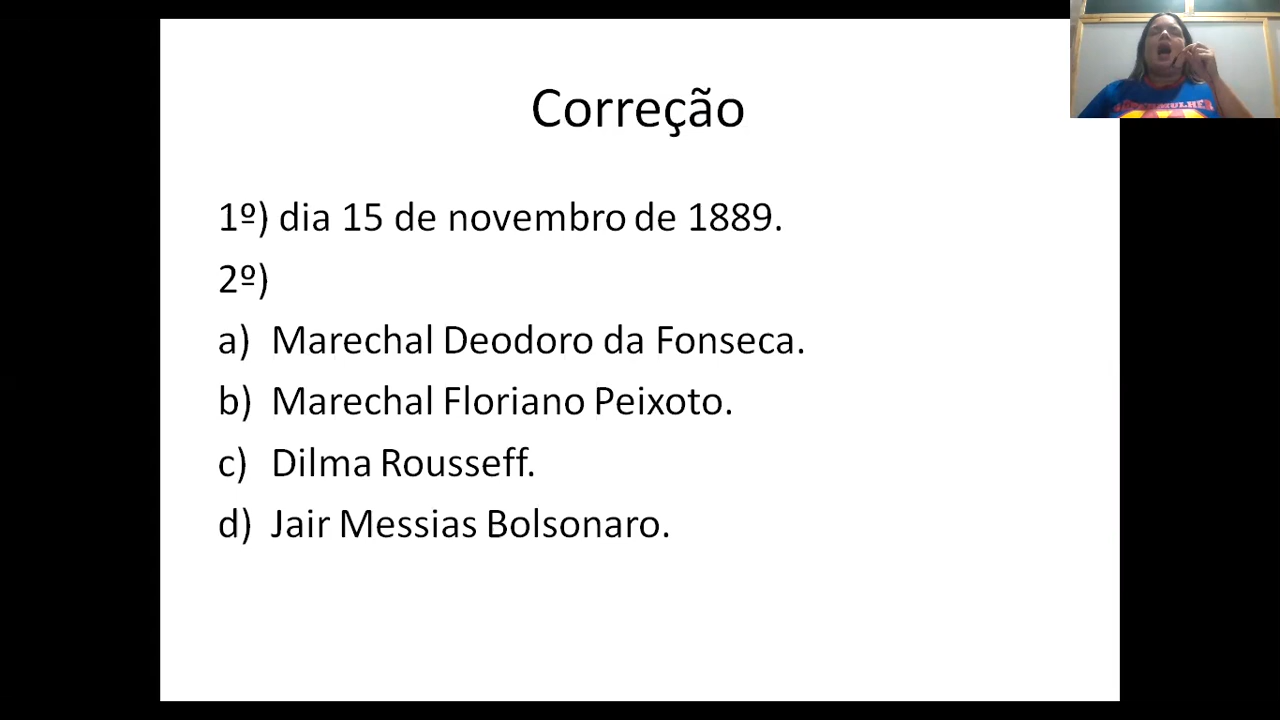 Correção
1º) dia 15 de novembro de 1889.
2º)
a) Marechal Deodoro da Fonseca.
b) Marechal Floriano Peixoto.
c) Dilma Rousseff.
d) Jair Messias Bolsonaro.